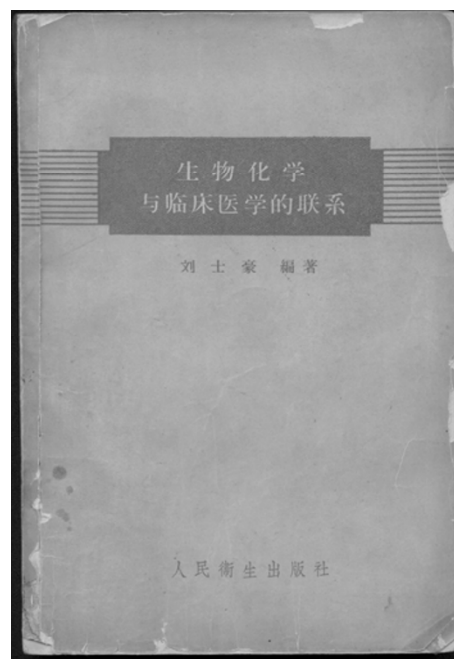 生物化学
与临床医学的联系
刘士豪 編著
人民衛生出版社